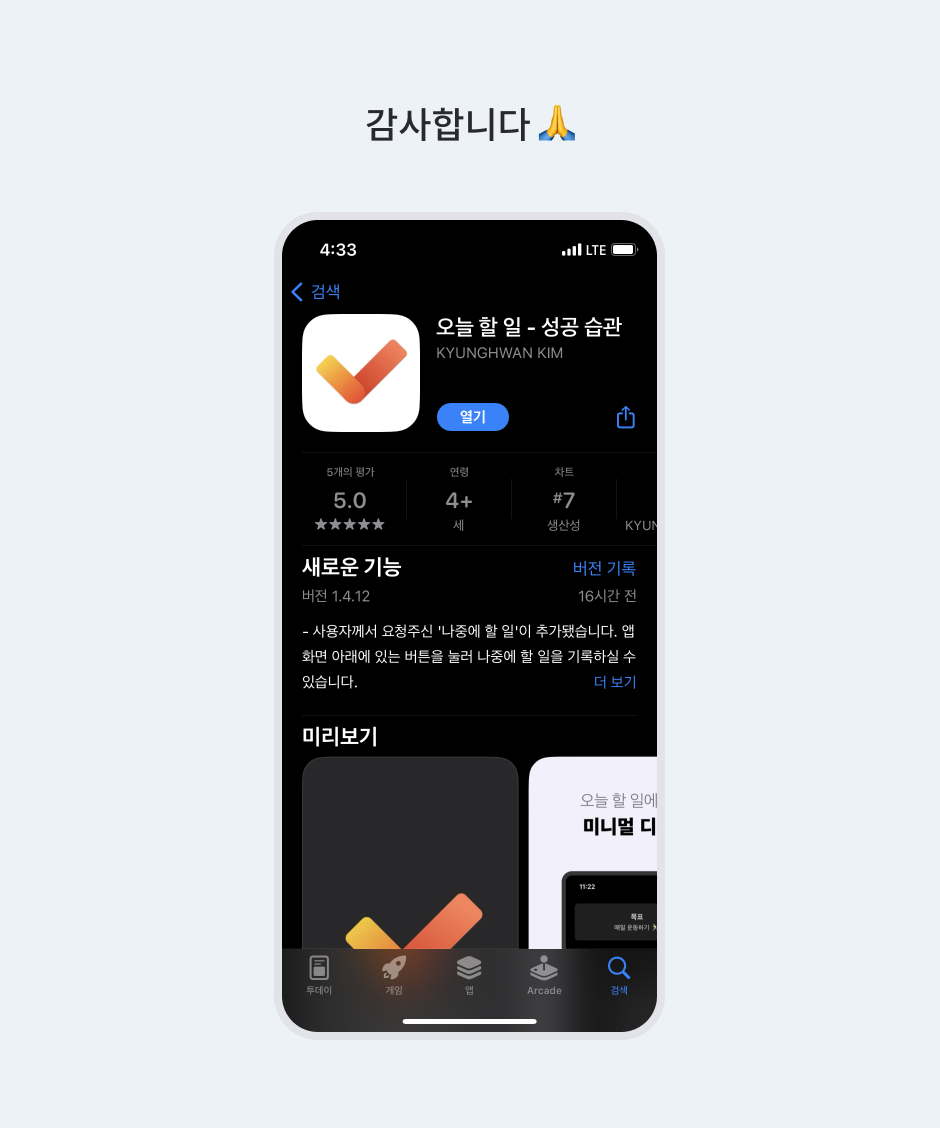 감사합니다🙏
4:33
LTE
검색
오늘 할 일 - 성공 습관
KYUNGHWAN KIM
열기
5개의 평가
연령
차트
5.0
4+
#7
★★★★★
세
생산성
KYUN
새로운 기능
버전 기록
버전 1.4.12
16시간 전
- 사용자께서 요청주신 '나중에 할 일'이 추가됐습니다. 앱
화면 아래에 있는 버튼을 눌러 나중에 할 일을 기록하실 수
있습니다.
더 보기
미리보기
오늘 할 일에
미니멀 디
11:22
목표
매일 운동하기
투데이
게임
앱
Arcade
검색